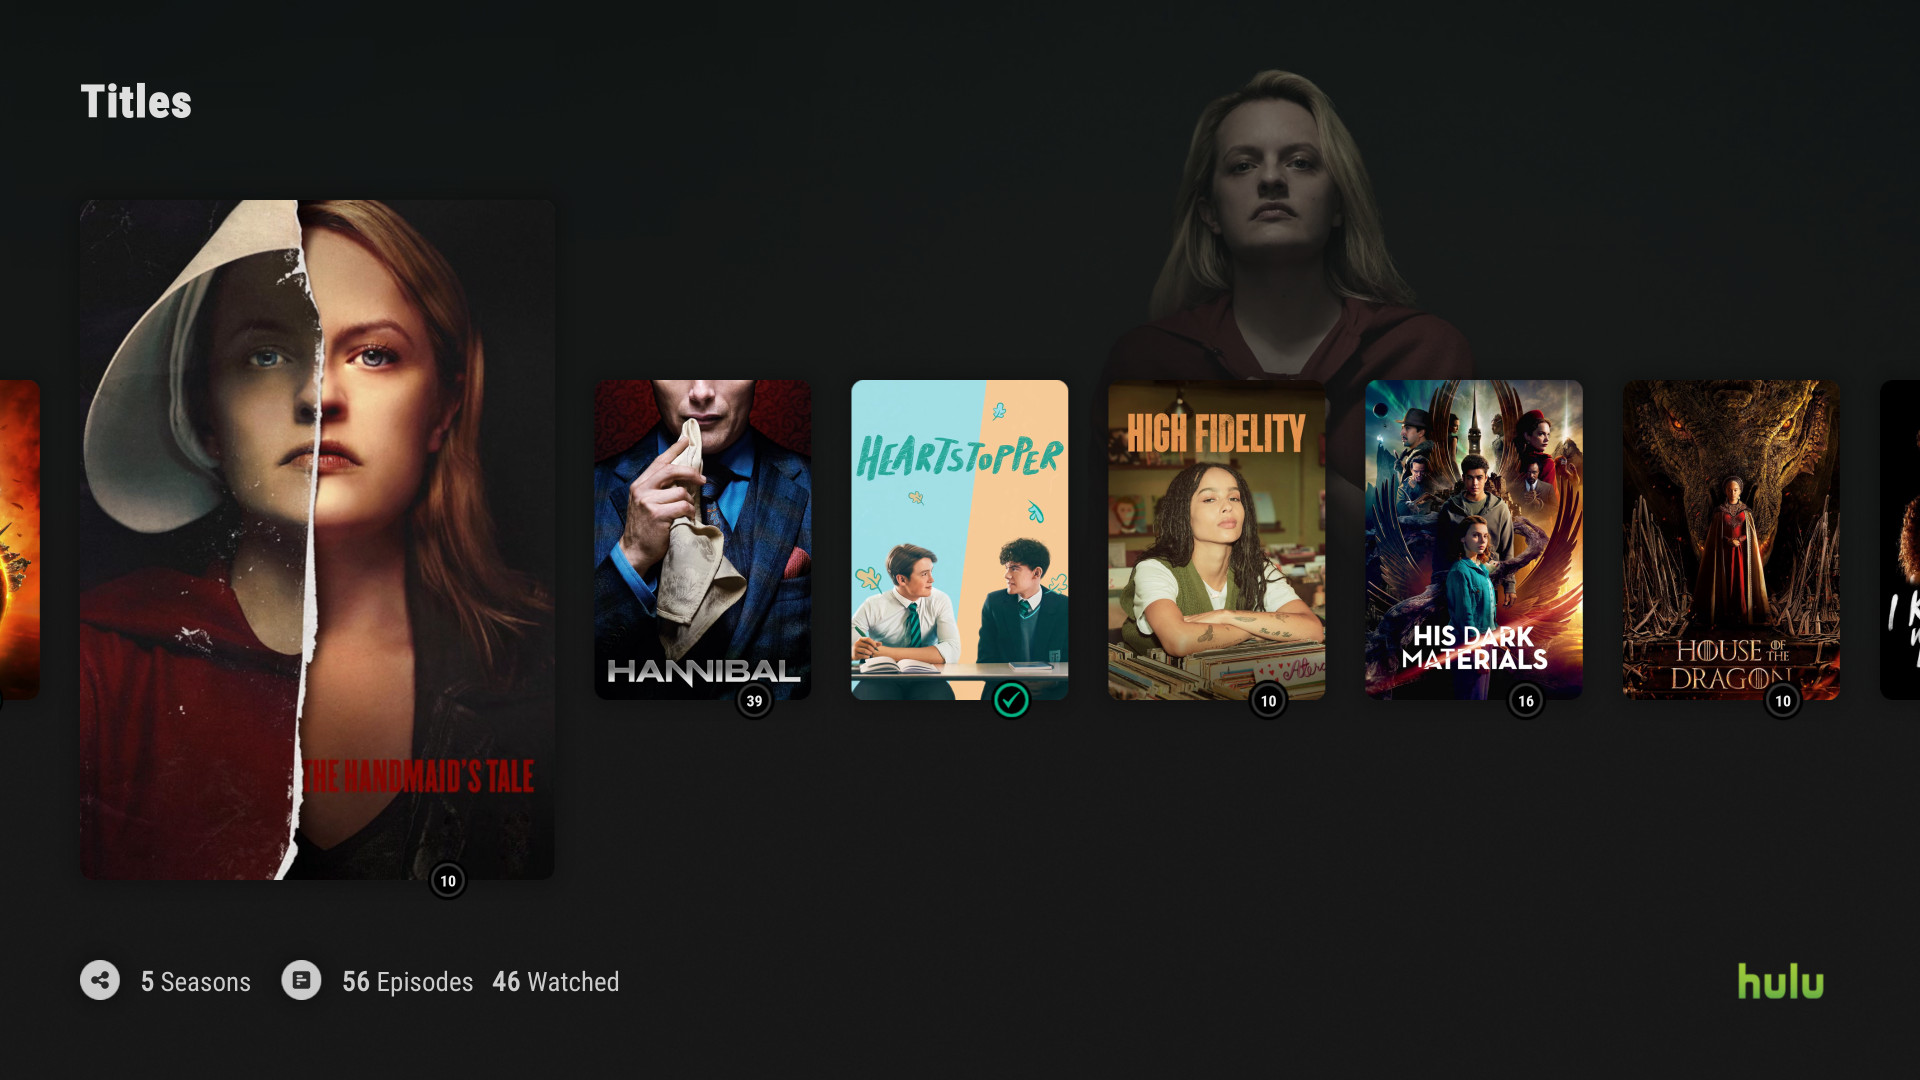 Titles
THE HANDMAID'S TALE
10
HANNIBAL
39
HEARTSTOPPER
HIGH FIDELITY
10
HIS DARK
MATERIALS
16
HOUSE OF THE
DRAGON
10
I
5 Seasons
56 Episodes 46 Watched
hulu